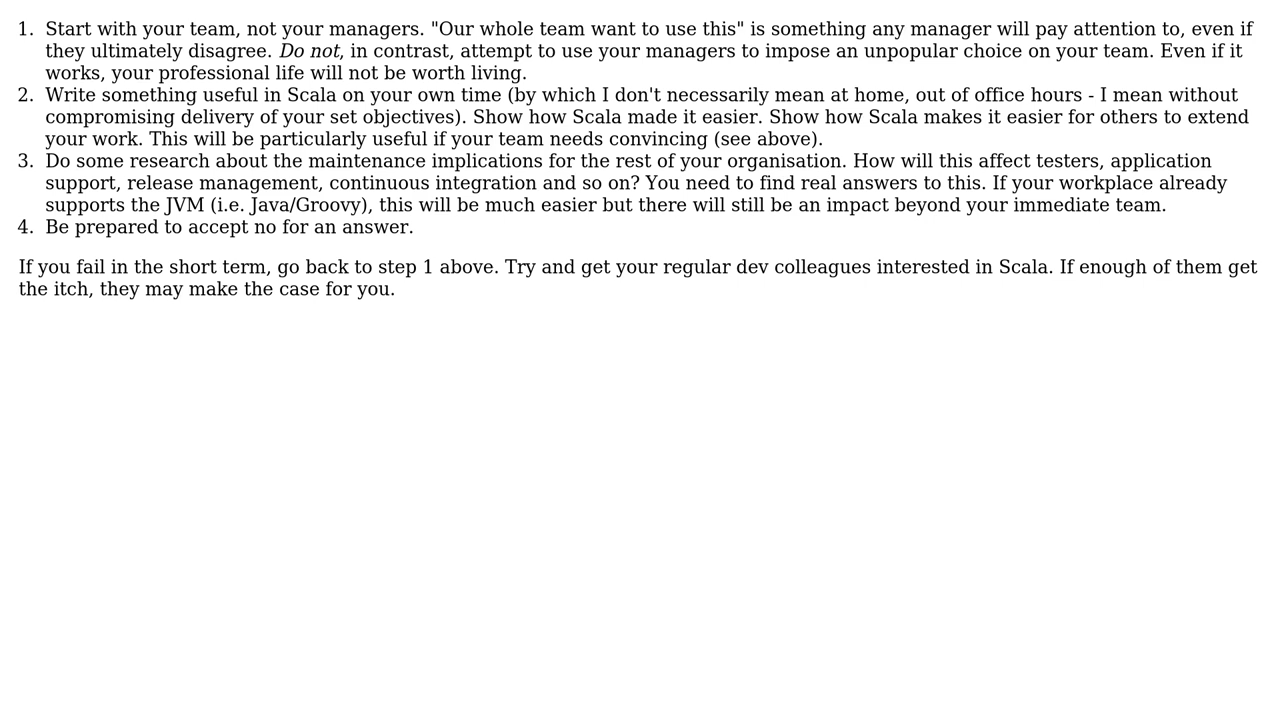 1. Start with your team, not your managers. "Our whole team want to use this" is something any manager will pay attention to, even if
they ultimately disagree. Do not, in contrast, attempt to use your managers to impose an unpopular choice on your team. Even if it
works, your professional life will not be worth living.
2. Write something useful in Scala on your own time (by which I don't necessarily mean at home, out of office hours - I mean without
compromising delivery of your set objectives). Show how Scala made it easier. Show how Scala makes it easier for others to extend
your work. This will be particularly useful if your team needs convincing (see above).
3. Do some research about the maintenance implications for the rest of your organisation. How will this affect testers, application
support, release management, continuous integration and so on? You need to find real answers to this. If your workplace already
supports the JVM (i.e. Java/Groovy), this will be much easier but there will still be an impact beyond your immediate team.
4. Be prepared to accept no for an answer.
If you fail in the short term, go back to step 1 above. Try and get your regular dev colleagues interested in Scala. If enough of them get
the itch, they may make the case for you.